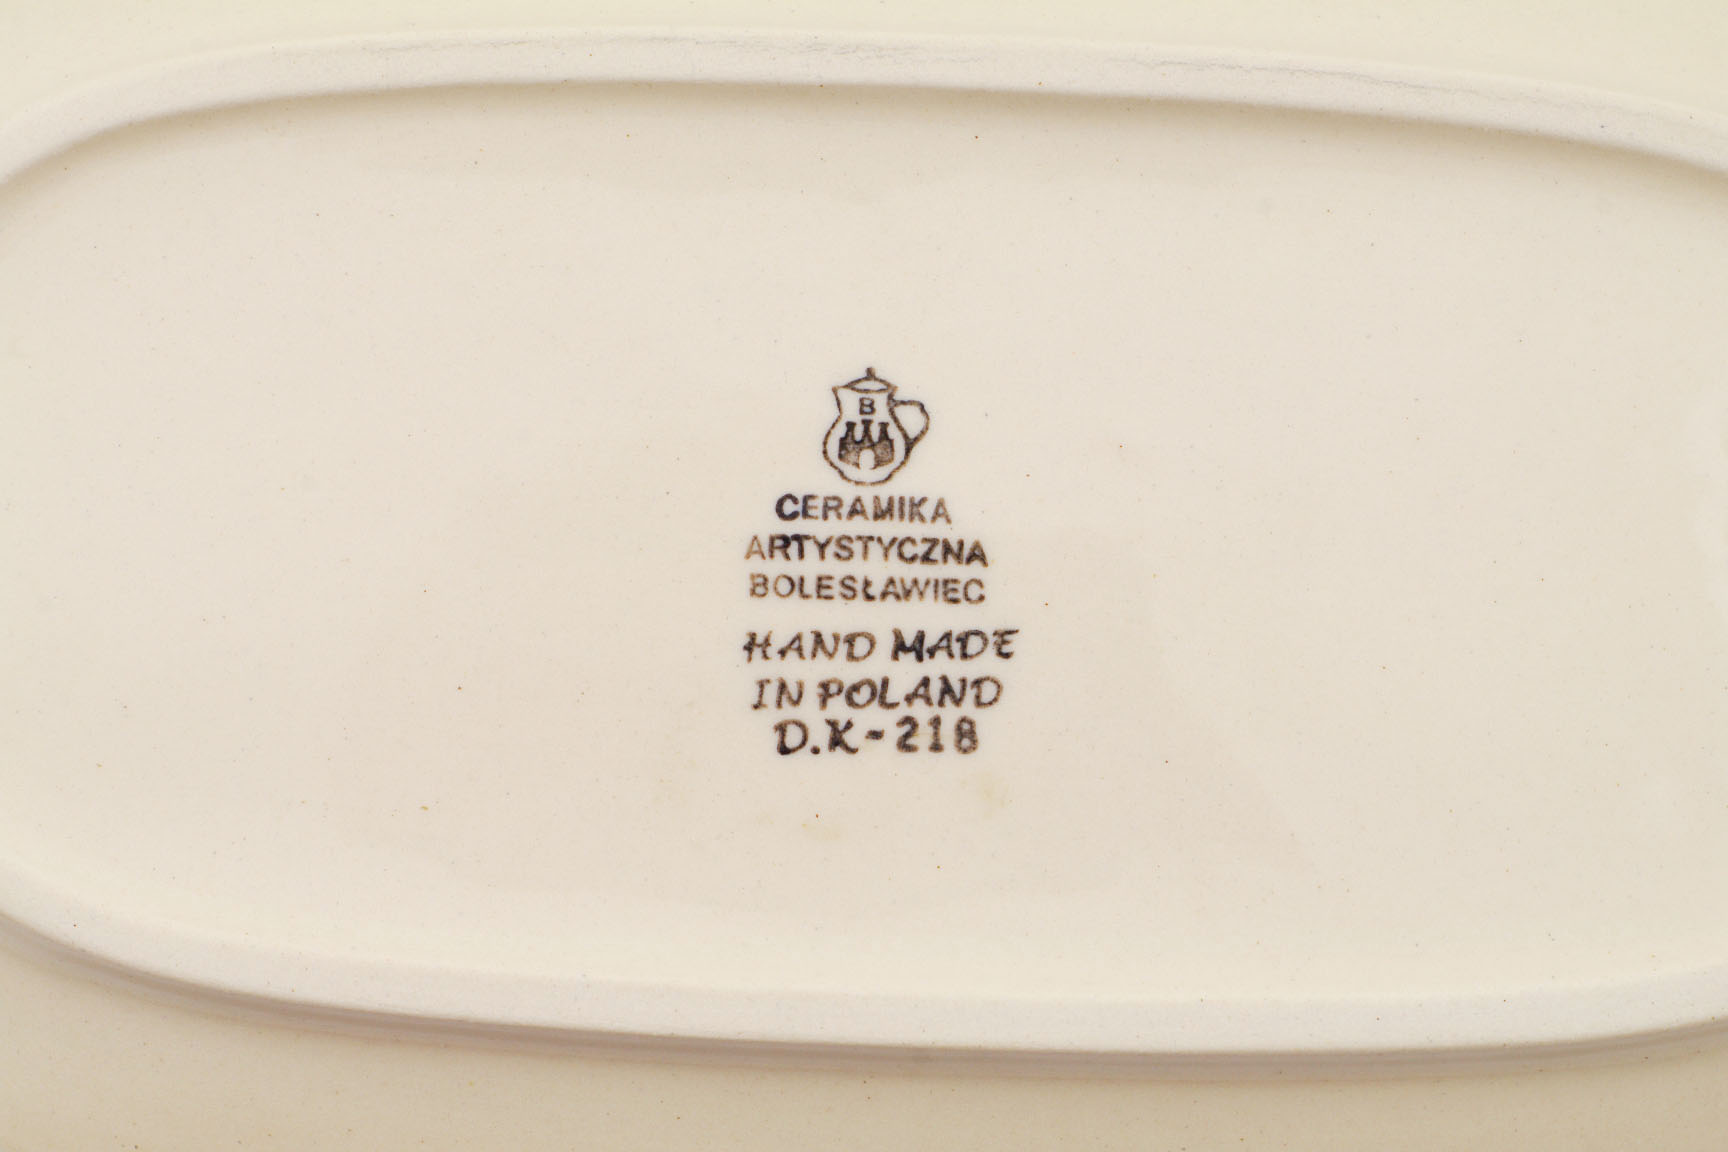 B
CERAMIKA
ARTYSTYCZNA
BOLESŁAWIEC
HAND MADE
IN POLAND
D.K-218